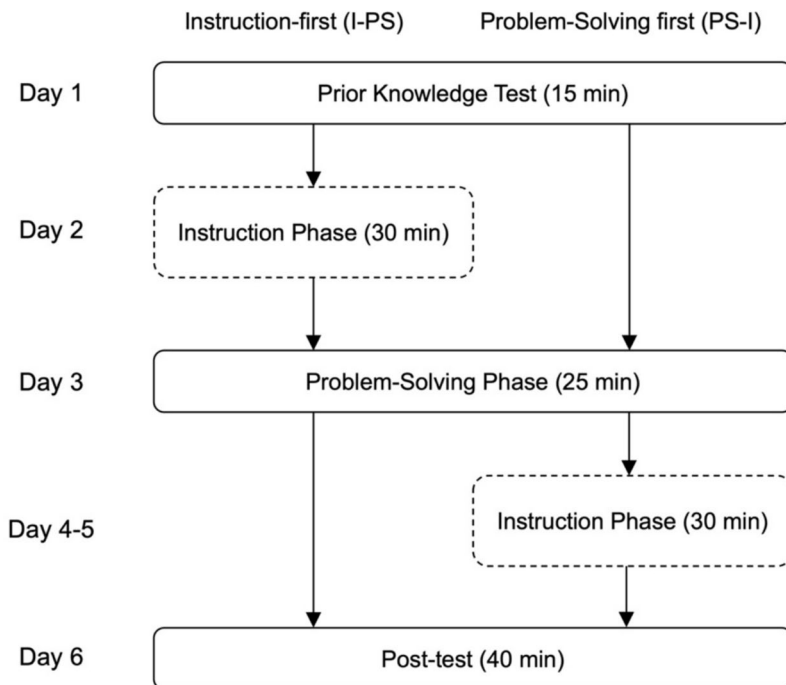 Instruction-first (I-PS) Problem-Solving first (PS-I)
Day 1 Prior Knowledge Test (15 min)
Day 2 Instruction Phase (30 min)
Day 3 Problem-Solving Phase (25 min)
Day 4-5 Instruction Phase (30 min)
Day 6 Post-test (40 min)